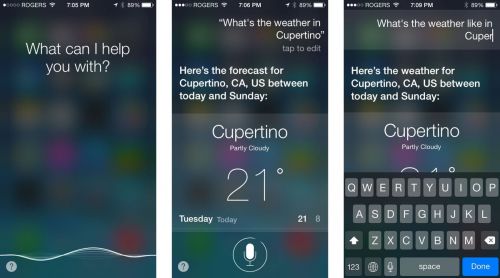 ROGERS 7:05 PM 89%
What can I help
you with?
?
ROGERS 7:06 PM 89%
“What's the weather in
Cupertino”
tap to edit
Here's the forecast for
Cupertino, CA, US between
today and Sunday:
Cupertino
Partly Cloudy
21°
Tuesday Today 21 8
?
ROGERS 7:09 PM 89%
What's the weather like in
Cuper
Here's the weather for
Cupertino, CA, US between
today and Sunday:
Cupertino
Partly Cloudy
Q W E R T Y U I O P
A S D F G H J K L
Z X C V B N M
123 space Done